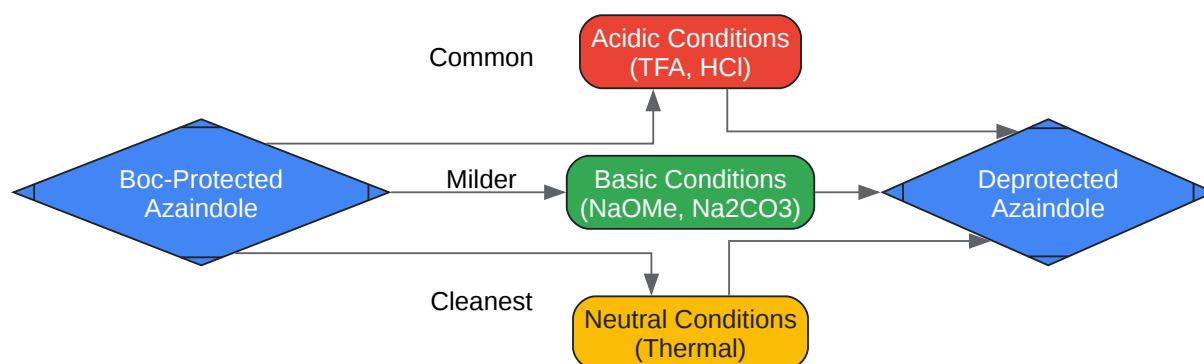 Common
Acidic Conditions
(TFA, HCl)
Boc-Protected
Azaindole
Milder
Basic Conditions
(NaOMe, Na2CO3)
Deprotected
Azaindole
Cleanest
Neutral Conditions
(Thermal)